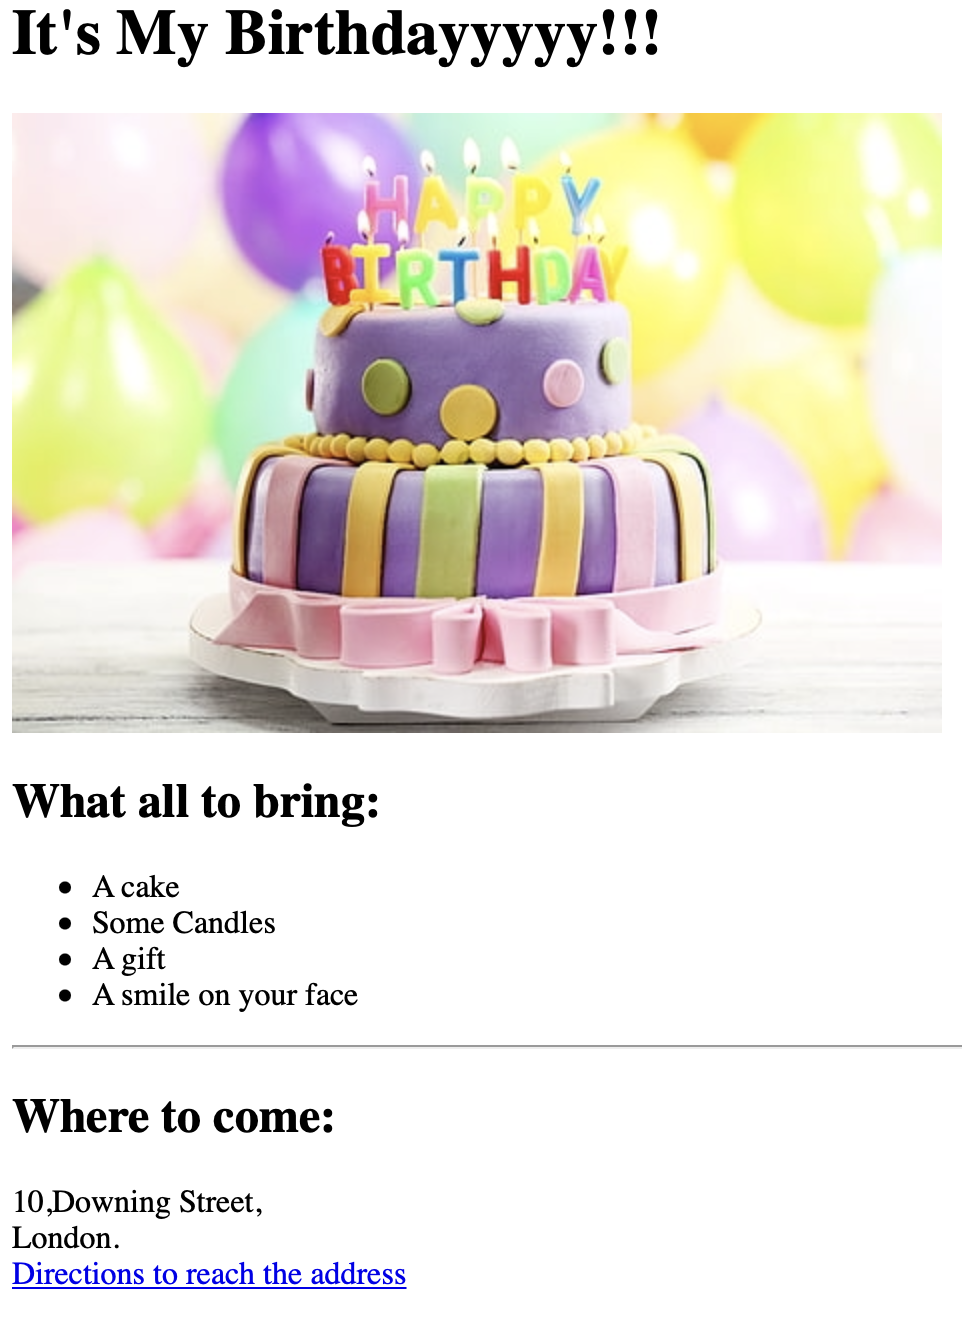 It's My Birthdayyyyy!!!
HAPPY
BIRTHDAY
What all to bring:
A cake
Some Candles
A gift
A smile on your face
Where to come:
10,Downing Street,
London.
Directions to reach the address